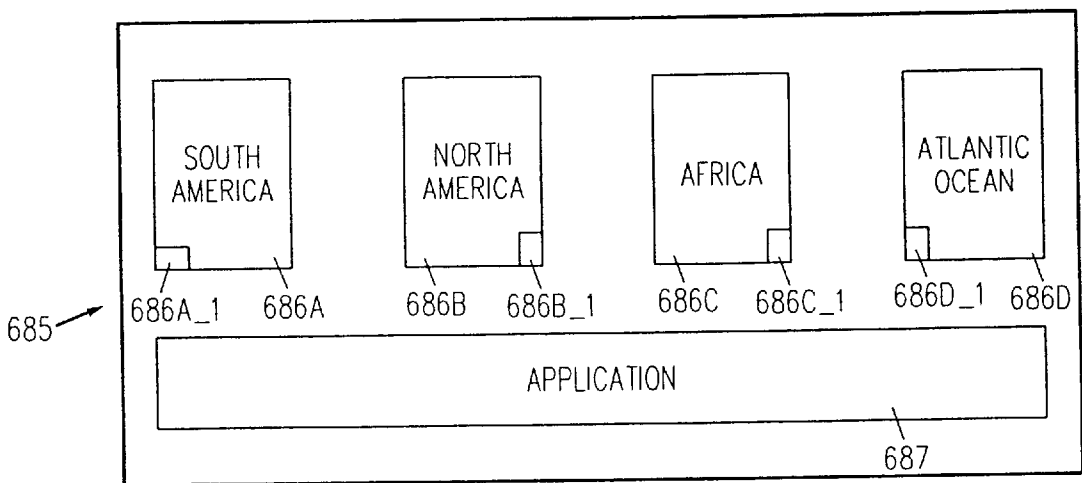 SOUTH
AMERICA
NORTH
AMERICA
AFRICA
ATLANTIC
OCEAN
686A_1
686A
686B
686B_1
686C
686C_1
686D_1
686D
685
APPLICATION
687